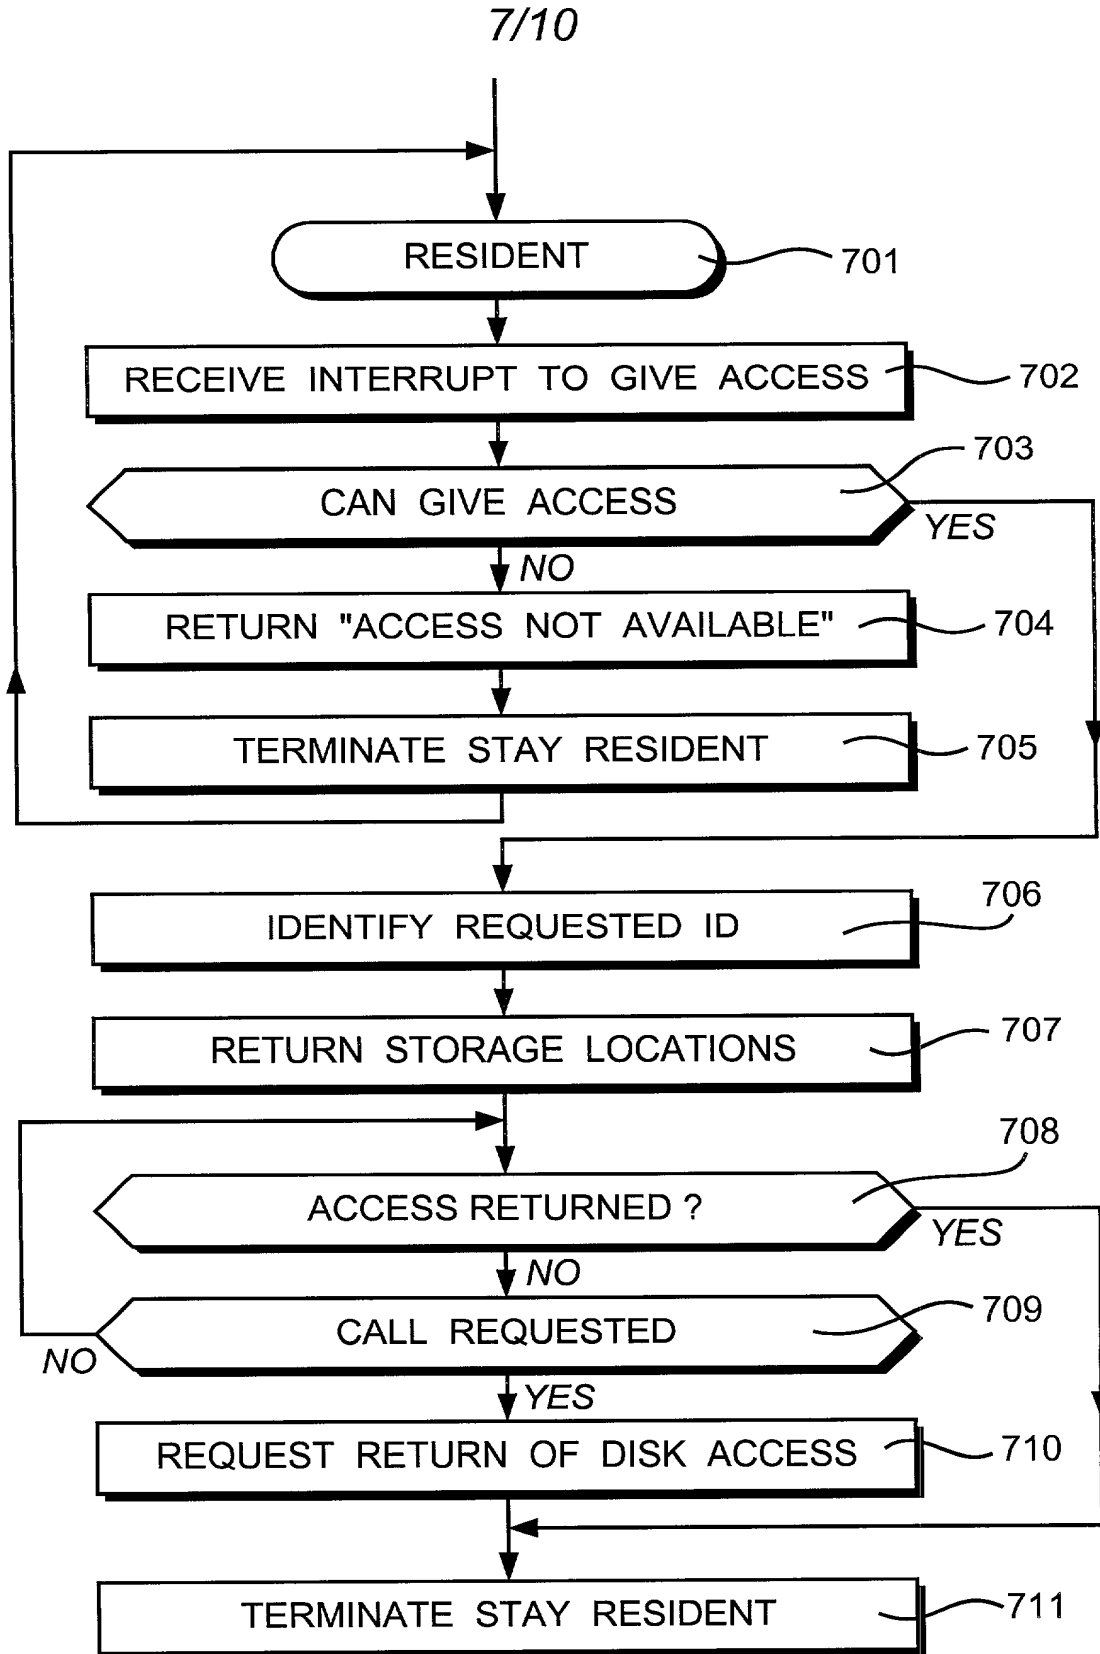 7/10
RESIDENT
701
RECEIVE INTERRUPT TO GIVE ACCESS
702
CAN GIVE ACCESS
703
YES
NO
RETURN "ACCESS NOT AVAILABLE"
704
TERMINATE STAY RESIDENT
705
IDENTIFY REQUESTED ID
706
RETURN STORAGE LOCATIONS
707
ACCESS RETURNED ?
708
YES
NO
CALL REQUESTED
709
NO
YES
REQUEST RETURN OF DISK ACCESS
710
TERMINATE STAY RESIDENT
711